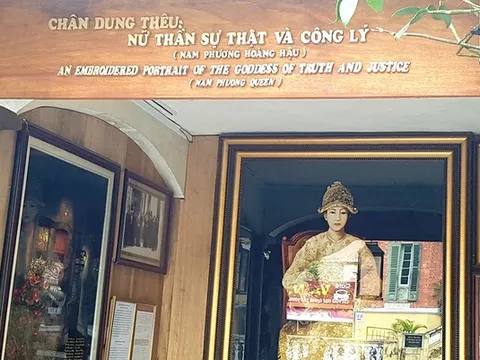 CHÂN DUNG THÊU:
NỮ THẦN SỰ THẬT VÀ CÔNG LÝ
( NAM PHƯƠNG HOÀNG HẬU )
AN EMBROIDERED PORTRAIT OF THE GODDESS OF TRUTH AND JUSTICE
( NAM PHUONG QUEEN )